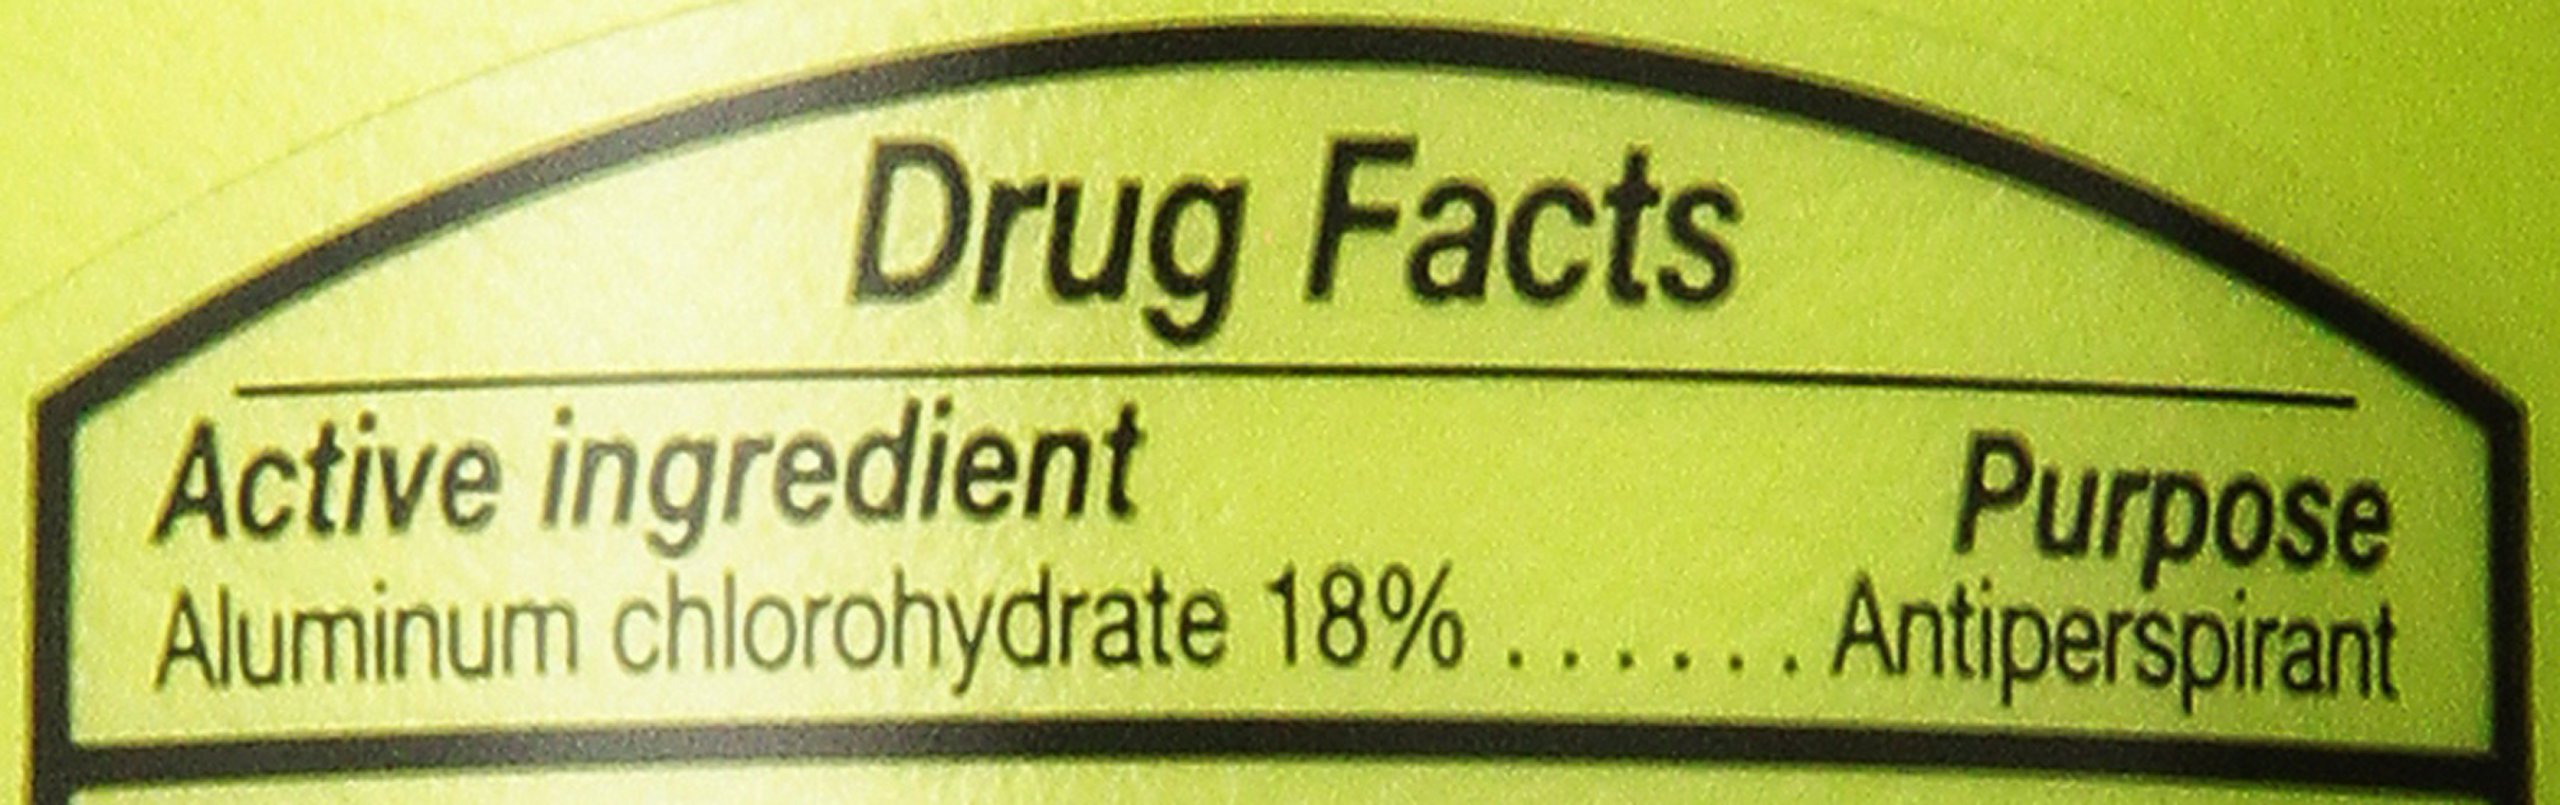 Drug Facts
Active ingredient Purpose
Aluminum chlorohydrate 18% . . . . . . Antiperspirant